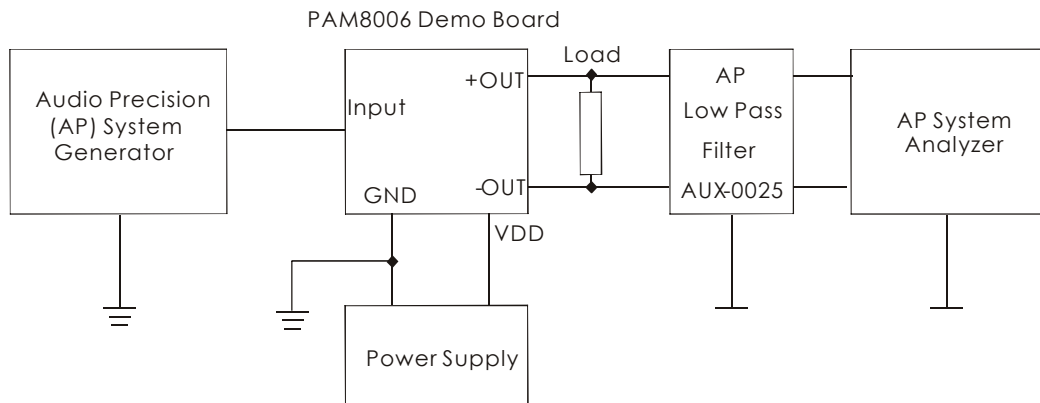 PAM8006 Demo Board
Audio Precision
(AP) System
Generator
Input
+OUT
-OUT
GND
VDD
Load
AP
Low Pass
Filter
AUX-0025
AP System
Analyzer
Power Supply